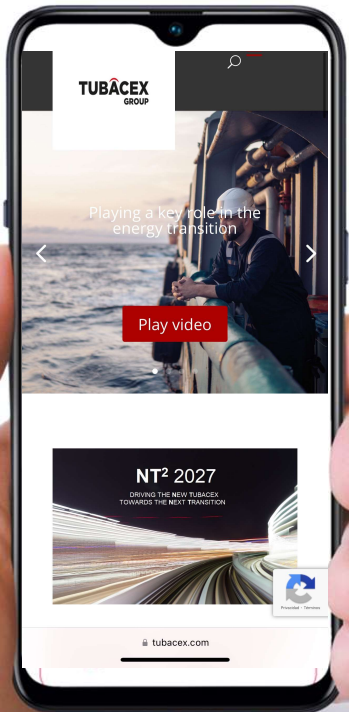 TUBACEX
GROUP
Playing a key role in the
energy transition
Play video
NT² 2027
DRIVING THE NEW TUBACEX
TOWARDS THE NEXT TRANSITION
Privacidad - Términos
tubacex.com